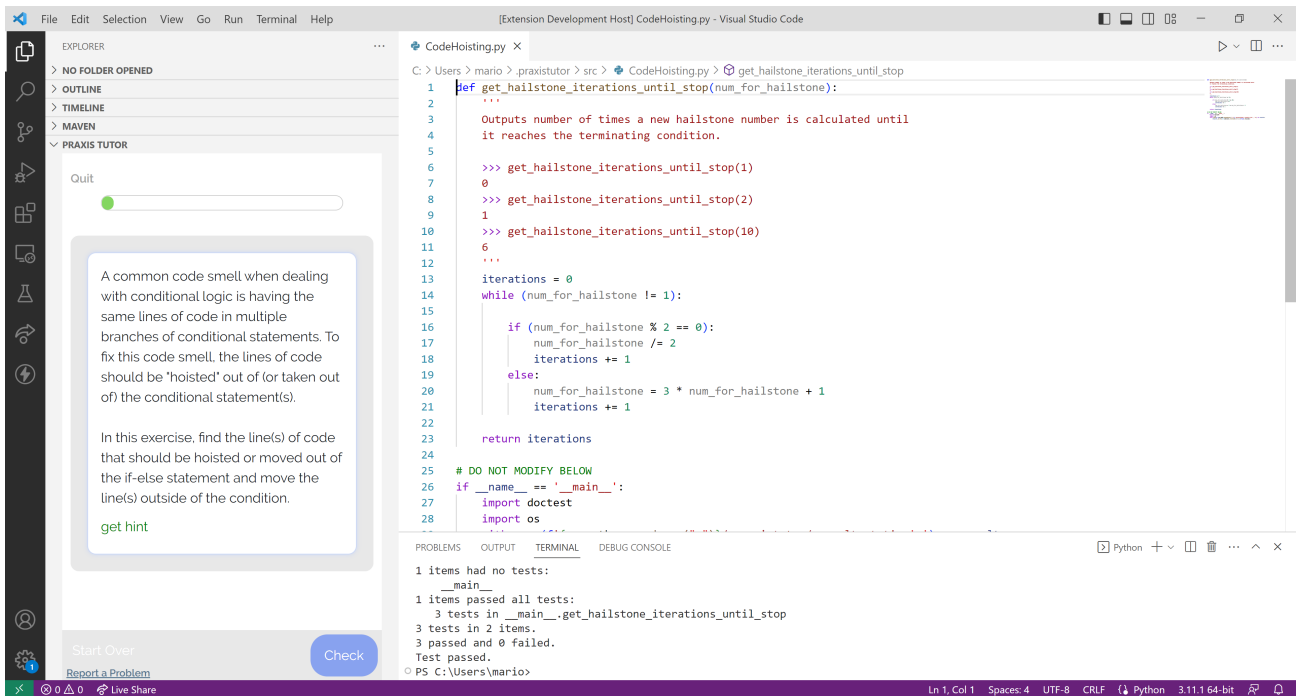 File Edit Selection View Go Run Terminal Help
[Extension Development Host] CodeHoisting.py - Visual Studio Code
EXPLORER
NO FOLDER OPENED
OUTLINE
TIMELINE
MAVEN
PRAXIS TUTOR
Quit
A common code smell when dealing
with conditional logic is having the
same lines of code in multiple
branches of conditional statements. To
fix this code smell, the lines of code
should be "hoisted" out of (or taken out
of) the conditional statement(s).
In this exercise, find the line(s) of code
that should be hoisted or moved out of
the if-else statement and move the
line(s) outside of the condition.
get hint
Start Over
Check
Report a Problem
CodeHoisting.py
C: > Users > mario > .praxistutor > src > CodeHoisting.py > get_hailstone_iterations_until_stop
1 def get_hailstone_iterations_until_stop(num_for_hailstone):
2 '''
3 Outputs number of times a new hailstone number is calculated until
4 it reaches the terminating condition.
5
6 >>> get_hailstone_iterations_until_stop(1)
7 0
8 >>> get_hailstone_iterations_until_stop(2)
9 1
10 >>> get_hailstone_iterations_until_stop(10)
11 6
12 '''
13 iterations = 0
14 while (num_for_hailstone != 1):
15
16 if (num_for_hailstone % 2 == 0):
17 num_for_hailstone /= 2
18 iterations += 1
19 else:
20 num_for_hailstone = 3 * num_for_hailstone + 1
21 iterations += 1
22
23 return iterations
24
25 # DO NOT MODIFY BELOW
26 if __name__ == '__main__':
27 import doctest
28 import os
PROBLEMS OUTPUT TERMINAL DEBUG CONSOLE
Python
1 items had no tests:
__main__
1 items passed all tests:
3 tests in __main__.get_hailstone_iterations_until_stop
3 tests in 2 items.
3 passed and 0 failed.
Test passed.
PS C:\Users\mario>
1
0 0 Live Share
Ln 1, Col 1 Spaces: 4 UTF-8 CRLF Python 3.11.1 64-bit